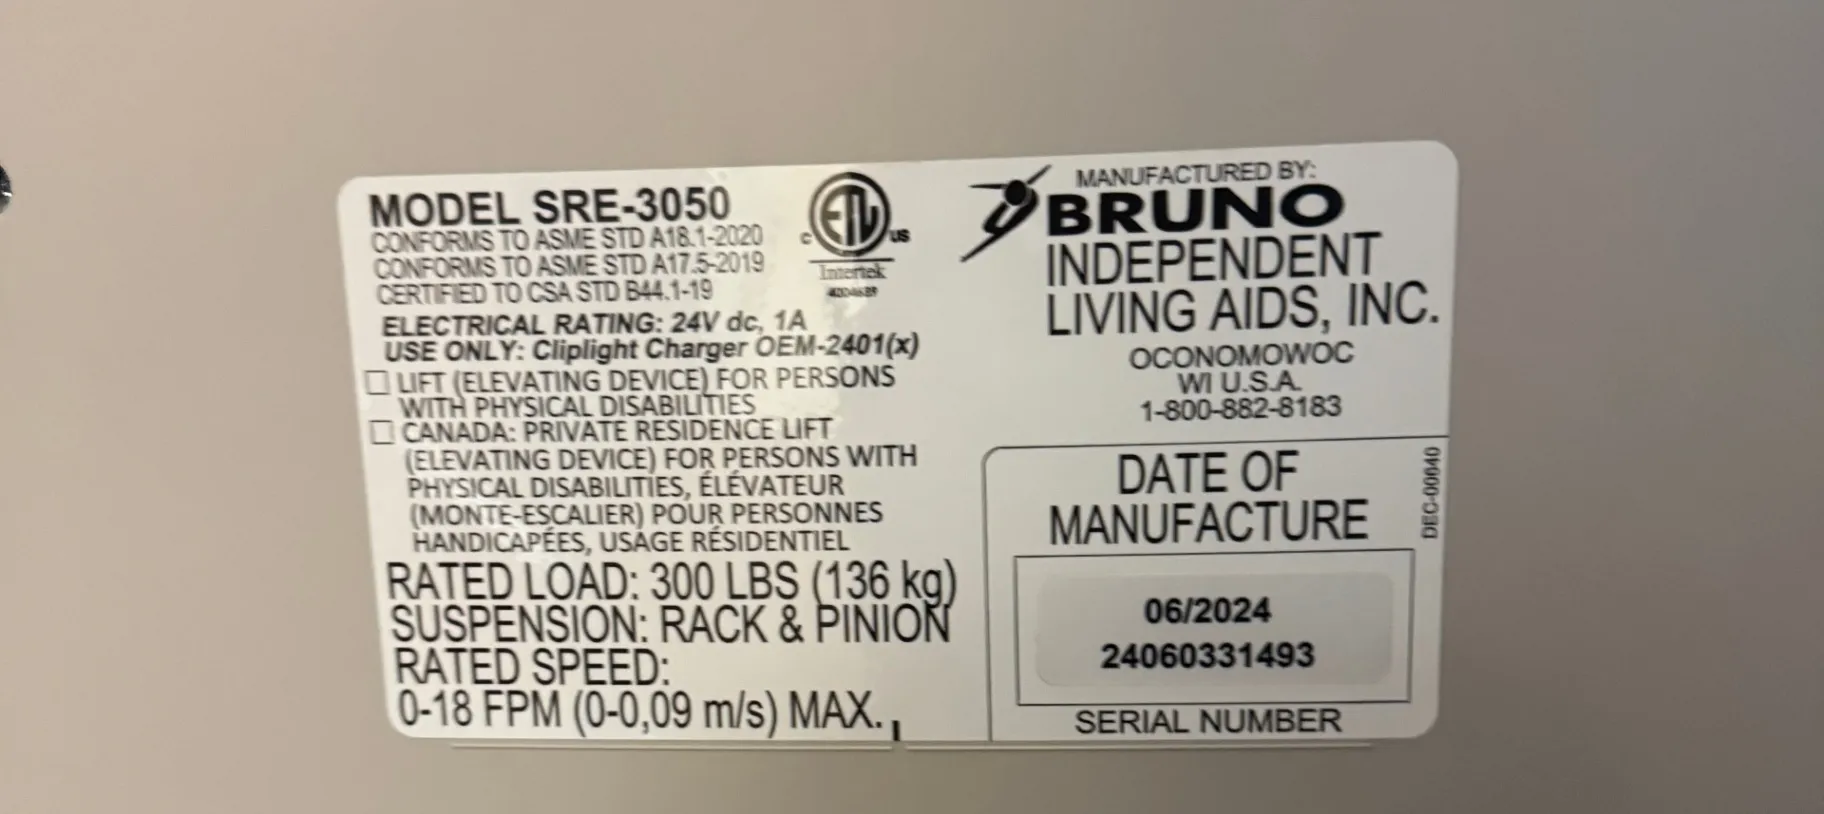 MODEL SRE-3050
CONFORMS TO ASME STD A18.1-2020
CONFORMS TO ASME STD A17.5-2019
CERTIFIED TO CSA STD B44.1-19
ETL
C US
Intertek
4004689
ELECTRICAL RATING: 24V dc, 1A
USE ONLY: Cliplight Charger OEM-2401(x)
LIFT (ELEVATING DEVICE) FOR PERSONS
WITH PHYSICAL DISABILITIES
CANADA: PRIVATE RESIDENCE LIFT
(ELEVATING DEVICE) FOR PERSONS WITH
PHYSICAL DISABILITIES, ÉLÉVATEUR
(MONTE-ESCALIER) POUR PERSONNES
HANDICAPÉES, USAGE RÉSIDENTIEL
RATED LOAD: 300 LBS (136 kg)
SUSPENSION: RACK & PINION
RATED SPEED:
0-18 FPM (0-0,09 m/s) MAX.
MANUFACTURED BY:
BRUNO
INDEPENDENT
LIVING AIDS, INC.
OCONOMOWOC
WI U.S.A.
1-800-882-8183
DATE OF
MANUFACTURE
06/2024
24060331493
SERIAL NUMBER
DEC-00640